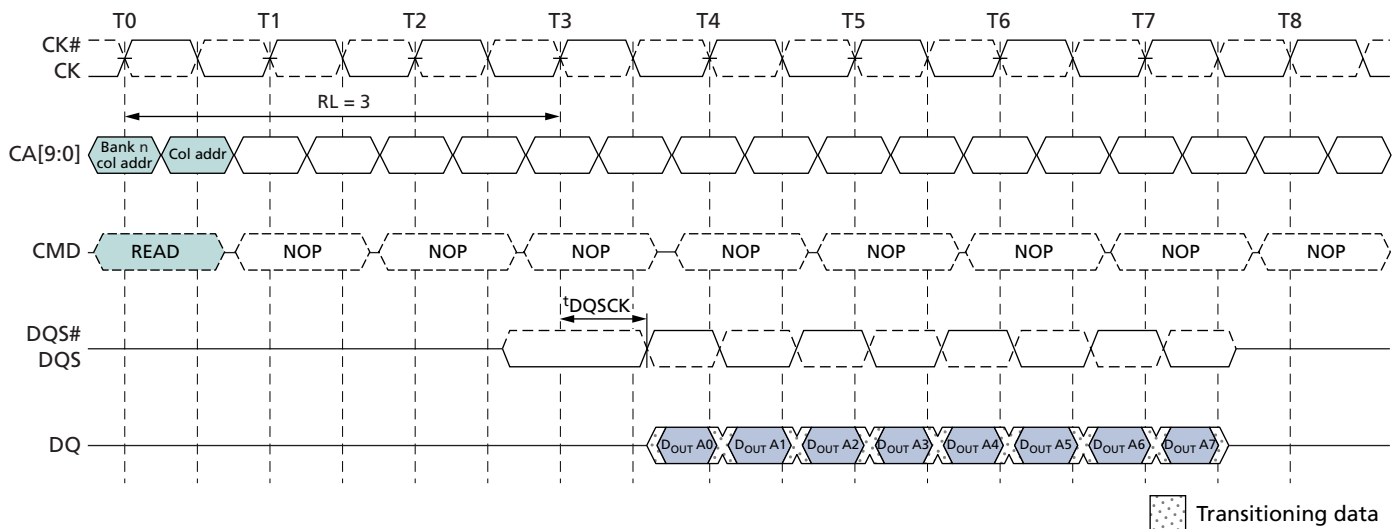 T0 T1 T2 T3 T4 T5 T6 T7 T8
CK#
CK
RL = 3
CA[9:0]
Bank n
col addr
Col addr
CMD
READ NOP NOP NOP NOP NOP NOP NOP NOP
tDQSCK
DQS#
DQS
DQ
DOUT A0 DOUT A1 DOUT A2 DOUT A3 DOUT A4 DOUT A5 DOUT A6 DOUT A7
Transitioning data